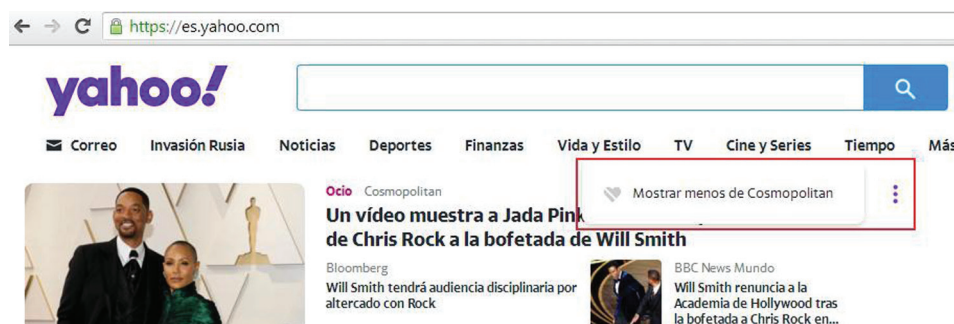 https://es.yahoo.com
yahoo!
Correo Invasión Rusia Noticias Deportes Finanzas Vida y Estilo TV Cine y Series Tiempo Más
Ocio Cosmopolitan
Mostrar menos de Cosmopolitan
Un vídeo muestra a Jada Pink
de Chris Rock a la bofetada de Will Smith
Bloomberg
Will Smith tendrá audiencia disciplinaria por
altercado con Rock
BBC News Mundo
Will Smith renuncia a la
Academia de Hollywood tras
la bofetada a Chris Rock en...